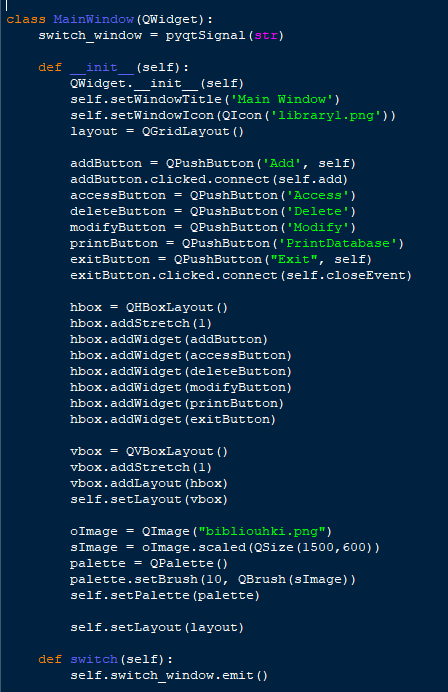 class MainWindow(QWidget):
    switch_window = pyqtSignal(str)

    def __init__(self):
        QWidget.__init__(self)
        self.setWindowTitle('Main Window')
        self.setWindowIcon(QIcon('library1.png'))
        layout = QGridLayout()

        addButton = QPushButton('Add', self)
        addButton.clicked.connect(self.add)
        accessButton = QPushButton('Access')
        deleteButton = QPushButton('Delete')
        modifyButton = QPushButton('Modify')
        printButton = QPushButton('PrintDatabase')
        exitButton = QPushButton("Exit", self)
        exitButton.clicked.connect(self.closeEvent)

        hbox = QHBoxLayout()
        hbox.addStretch(1)
        hbox.addWidget(addButton)
        hbox.addWidget(accessButton)
        hbox.addWidget(deleteButton)
        hbox.addWidget(modifyButton)
        hbox.addWidget(printButton)
        hbox.addWidget(exitButton)

        vbox = QVBoxLayout()
        vbox.addStretch(1)
        vbox.addLayout(hbox)
        self.setLayout(vbox)

        oImage = QImage("bibliouhki.png")
        sImage = oImage.scaled(QSize(1500,600))
        palette = QPalette()
        palette.setBrush(10, QBrush(sImage))
        self.setPalette(palette)

        self.setLayout(layout)

    def switch(self):
        self.switch_window.emit()